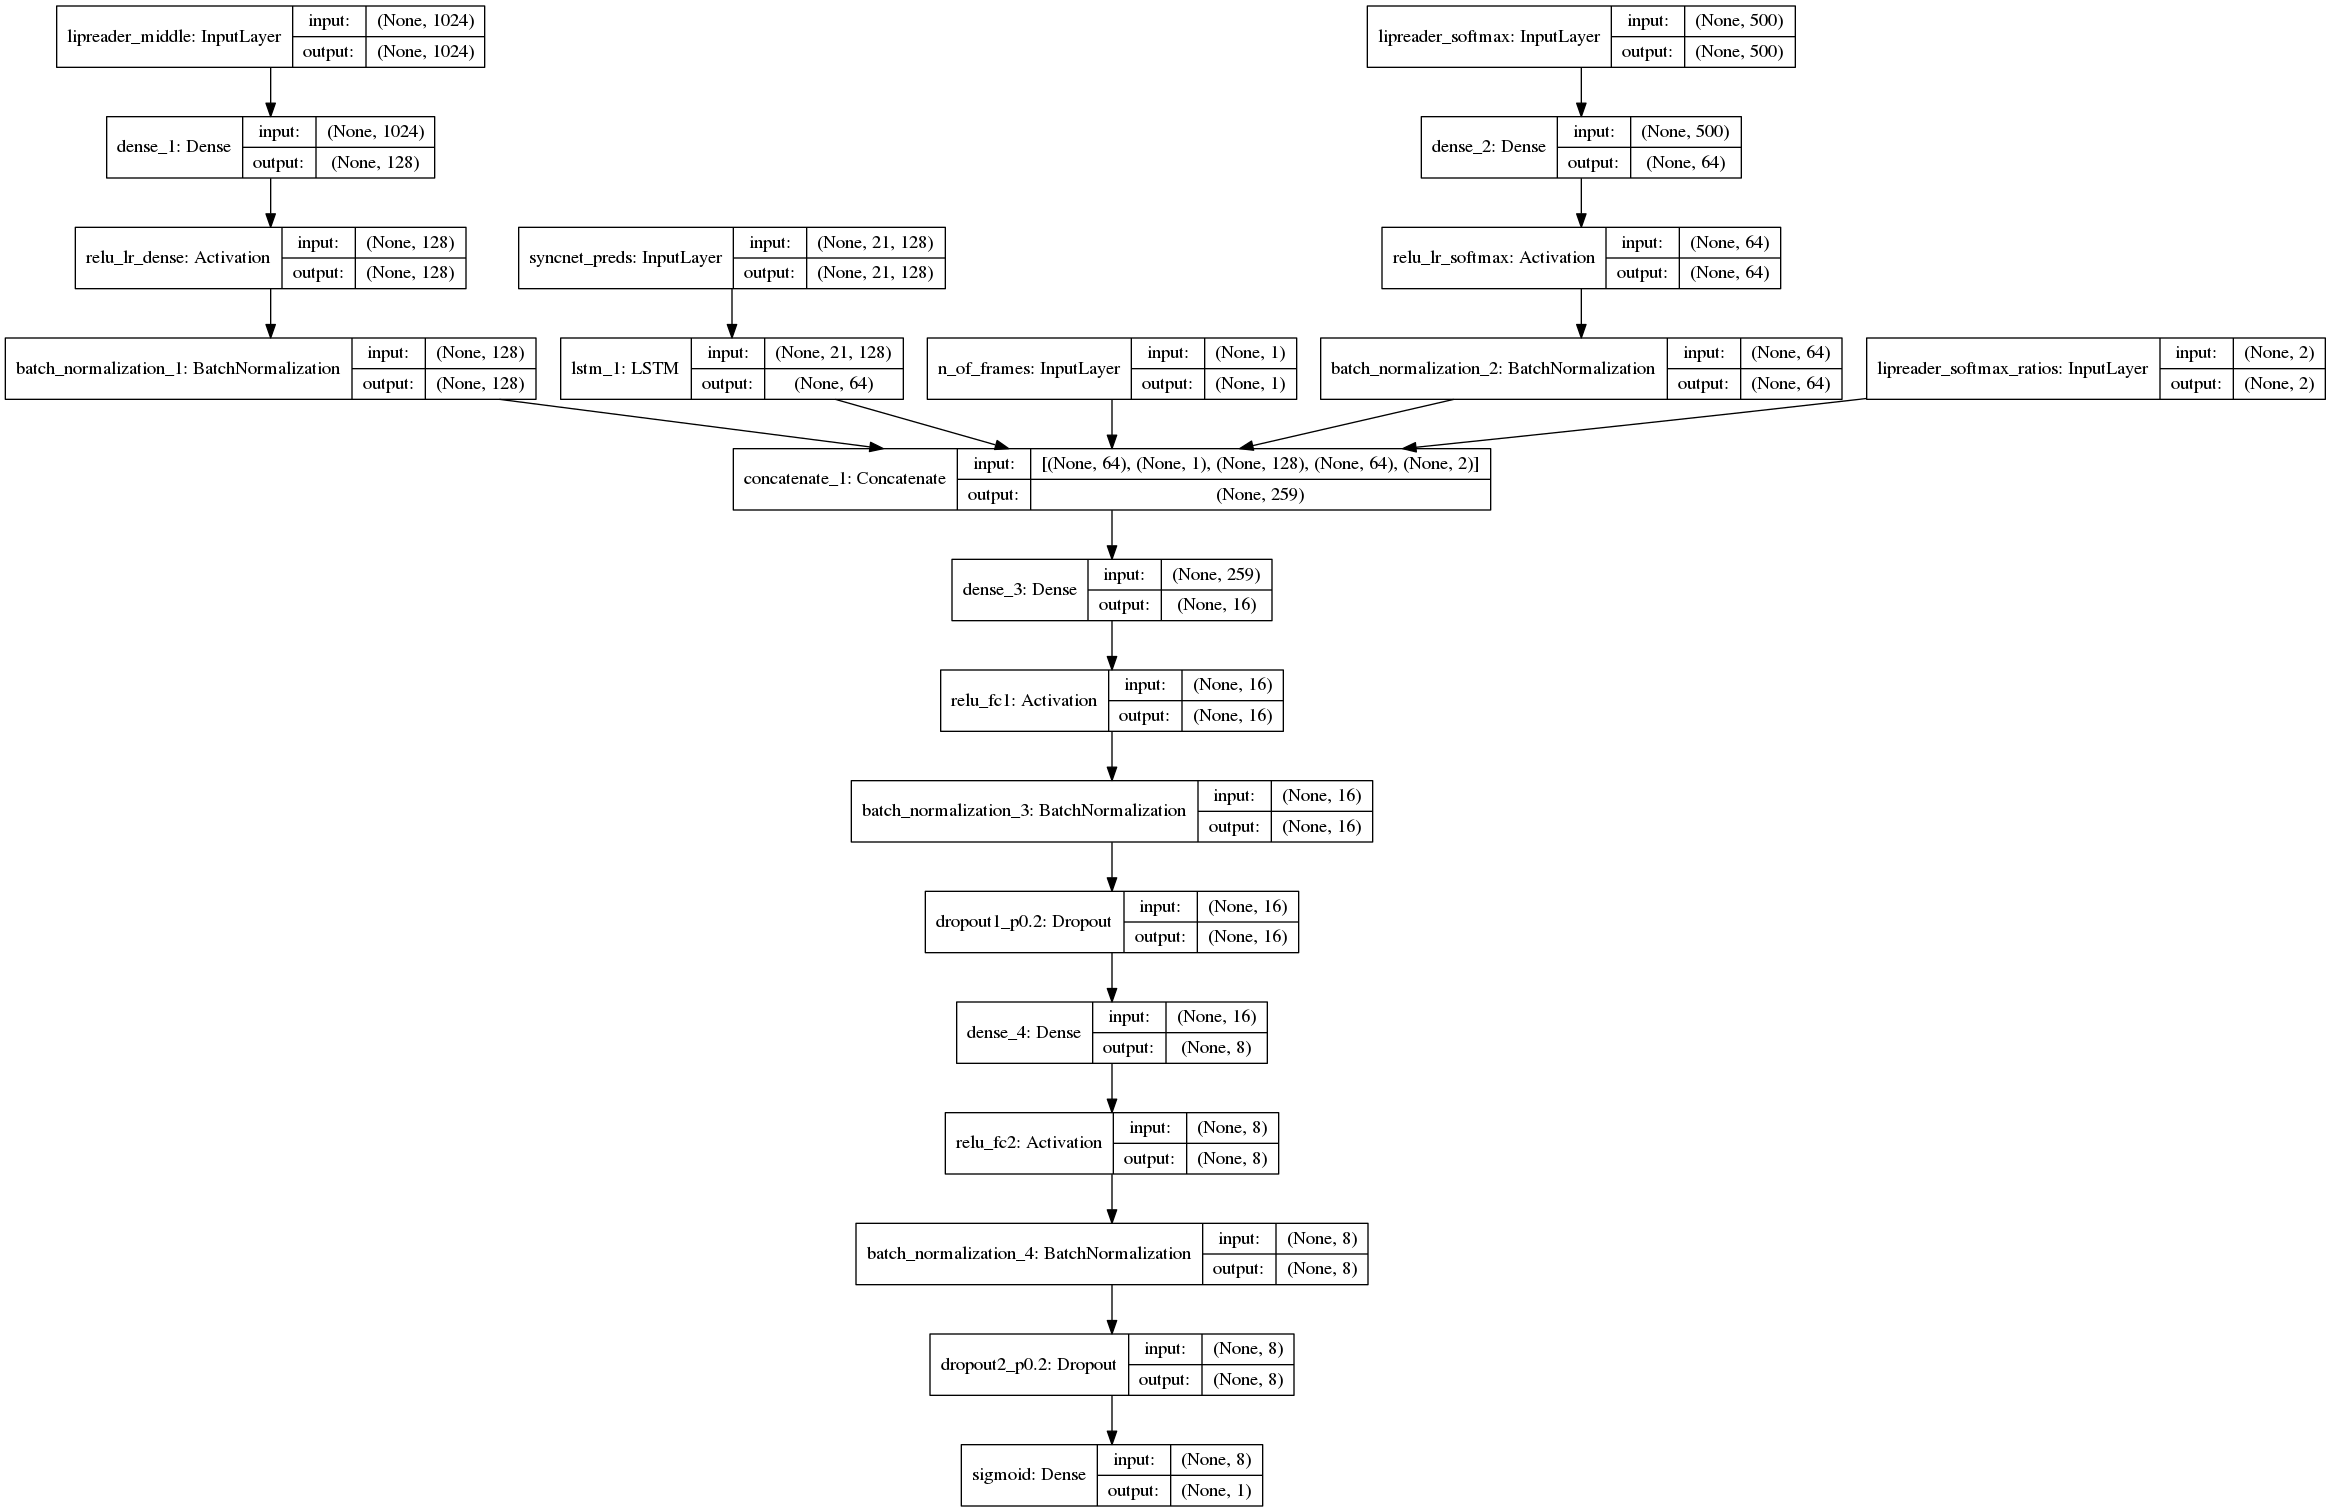 lipreader_middle: InputLayer
input: (None, 1024)
output: (None, 1024)
lipreader_softmax: InputLayer
input: (None, 500)
output: (None, 500)
dense_1: Dense
input: (None, 1024)
output: (None, 128)
dense_2: Dense
input: (None, 500)
output: (None, 64)
relu_lr_dense: Activation
input: (None, 128)
output: (None, 128)
syncnet_preds: InputLayer
input: (None, 21, 128)
output: (None, 21, 128)
relu_lr_softmax: Activation
input: (None, 64)
output: (None, 64)
batch_normalization_1: BatchNormalization
input: (None, 128)
output: (None, 128)
lstm_1: LSTM
input: (None, 21, 128)
output: (None, 64)
n_of_frames: InputLayer
input: (None, 1)
output: (None, 1)
batch_normalization_2: BatchNormalization
input: (None, 64)
output: (None, 64)
lipreader_softmax_ratios: InputLayer
input: (None, 2)
output: (None, 2)
concatenate_1: Concatenate
input: [(None, 64), (None, 1), (None, 128), (None, 64), (None, 2)]
output: (None, 259)
dense_3: Dense
input: (None, 259)
output: (None, 16)
relu_fc1: Activation
input: (None, 16)
output: (None, 16)
batch_normalization_3: BatchNormalization
input: (None, 16)
output: (None, 16)
dropout1_p0.2: Dropout
input: (None, 16)
output: (None, 16)
dense_4: Dense
input: (None, 16)
output: (None, 8)
relu_fc2: Activation
input: (None, 8)
output: (None, 8)
batch_normalization_4: BatchNormalization
input: (None, 8)
output: (None, 8)
dropout2_p0.2: Dropout
input: (None, 8)
output: (None, 8)
sigmoid: Dense
input: (None, 8)
output: (None, 1)